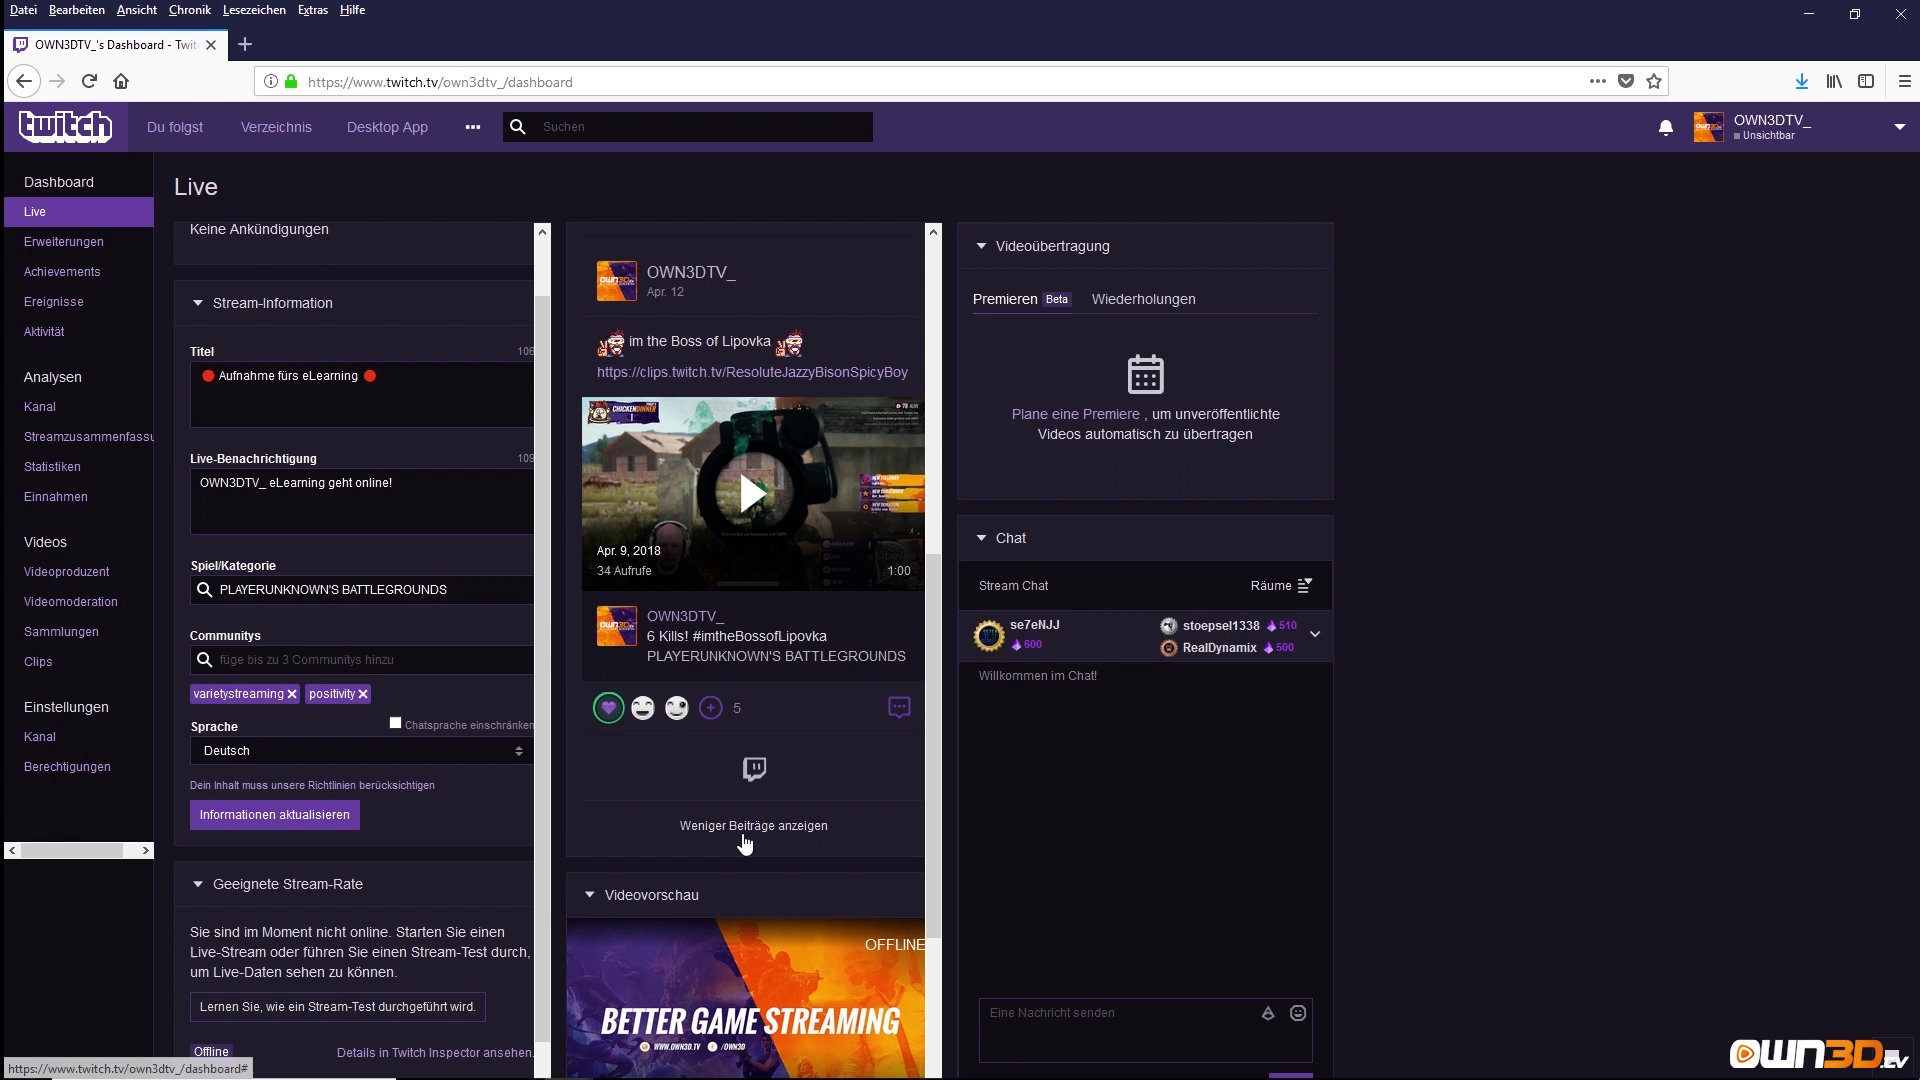 Datei Bearbeiten Ansicht Chronik Lesezeichen Extras Hilfe
OWN3DTV_'s Dashboard - Twit
https://www.twitch.tv/own3dtv_/dashboard
twitch
Du folgst Verzeichnis Desktop App Suchen
OWN3DTV_
Unsichtbar
Dashboard
Live
Erweiterungen
Achievements
Ereignisse
Aktivität
Analysen
Kanal
Streamzusammenfassu
Statistiken
Einnahmen
Videos
Videoproduzent
Videomoderation
Sammlungen
Clips
Einstellungen
Kanal
Berechtigungen
Live
Keine Ankündigungen
Stream-Information
Titel 106
Aufnahme fürs eLearning
Live-Benachrichtigung 109
OWN3DTV_ eLearning geht online!
Spiel/Kategorie
PLAYERUNKNOWN'S BATTLEGROUNDS
Communitys
füge bis zu 3 Communitys hinzu
varietystreaming positivity
Sprache Chatsprache einschränken
Deutsch
Dein Inhalt muss unsere Richtlinien berücksichtigen
Informationen aktualisieren
Geeignete Stream-Rate
Sie sind im Moment nicht online. Starten Sie einen
Live-Stream oder führen Sie einen Stream-Test durch,
um Live-Daten sehen zu können.
Lernen Sie, wie ein Stream-Test durchgeführt wird.
Offline Details in Twitch Inspector ansehen.
https://www.twitch.tv/own3dtv_/dashboard#
OWN3DTV_
Apr. 12
im the Boss of Lipovka
https://clips.twitch.tv/ResoluteJazzyBisonSpicyBoy
CHICKENDINNER
Apr. 9, 2018
34 Aufrufe 1:00
OWN3DTV_
6 Kills! #imtheBossofLipovka
PLAYERUNKNOWN'S BATTLEGROUNDS
5
Weniger Beiträge anzeigen
Videovorschau
OFFLINE
BETTER GAME STREAMING
WWW.OWN3D.TV /OWN3D
Videoübertragung
Premieren Beta Wiederholungen
Plane eine Premiere , um unveröffentlichte
Videos automatisch zu übertragen
Chat
Stream Chat Räume
se7eNJJ
600
stoepsel1338 510
RealDynamix 500
Willkommen im Chat!
Eine Nachricht senden
OWN3D.TV